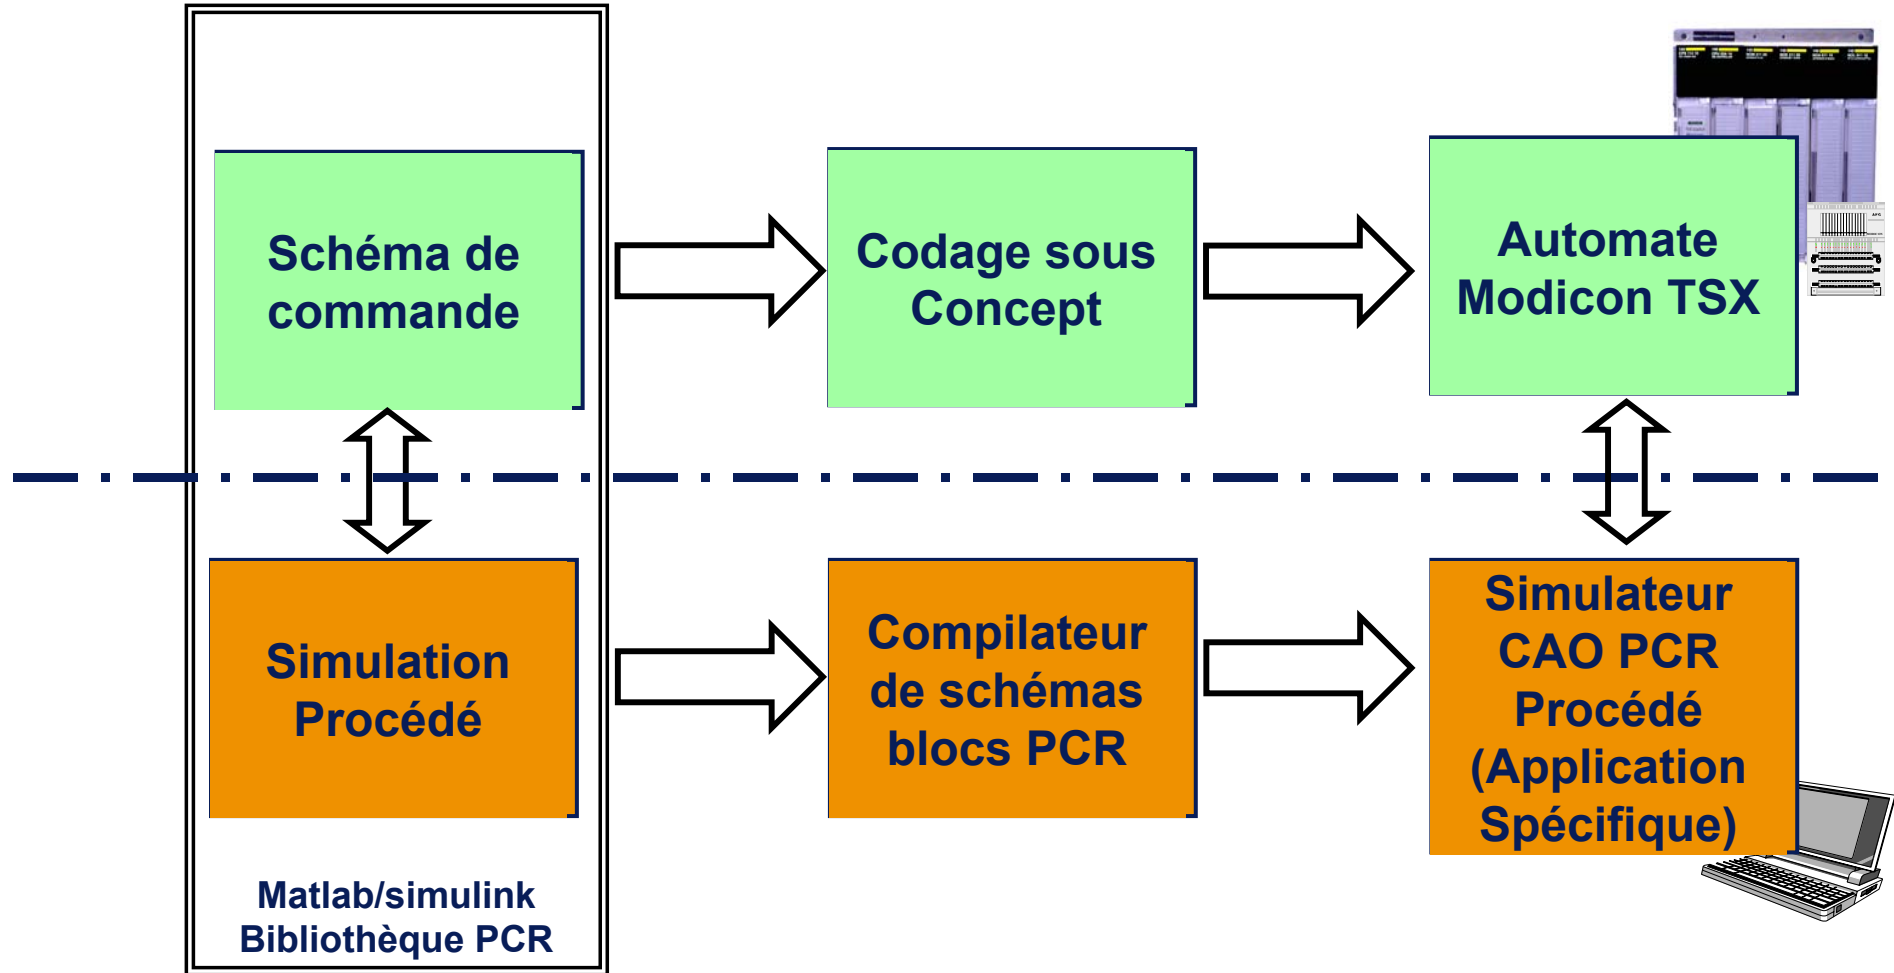 Schéma de
commande
Codage sous
Concept
Automate
Modicon TSX
Simulation
Procédé
Compilateur
de schémas
blocs PCR
Simulateur
CAO PCR
Procédé
(Application
Spécifique)
Matlab/simulink
Bibliothèque PCR